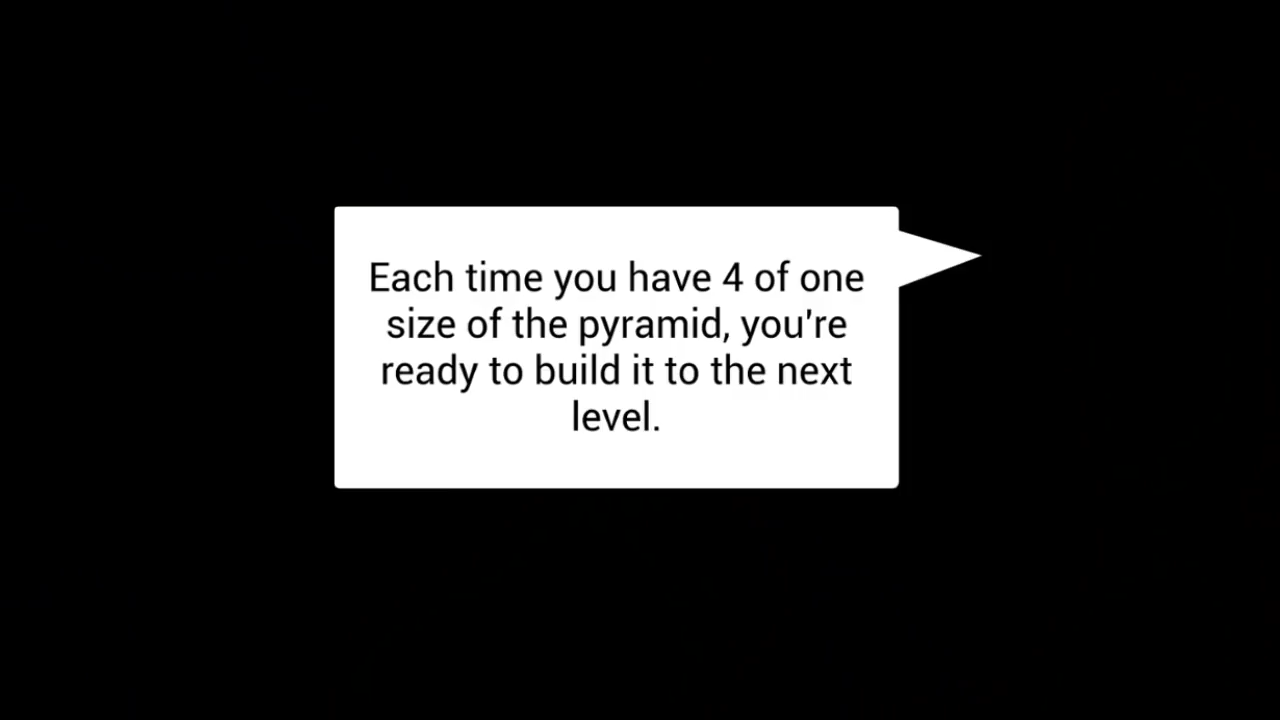 Each time you have 4 of one
size of the pyramid, you're
ready to build it to the next
level.